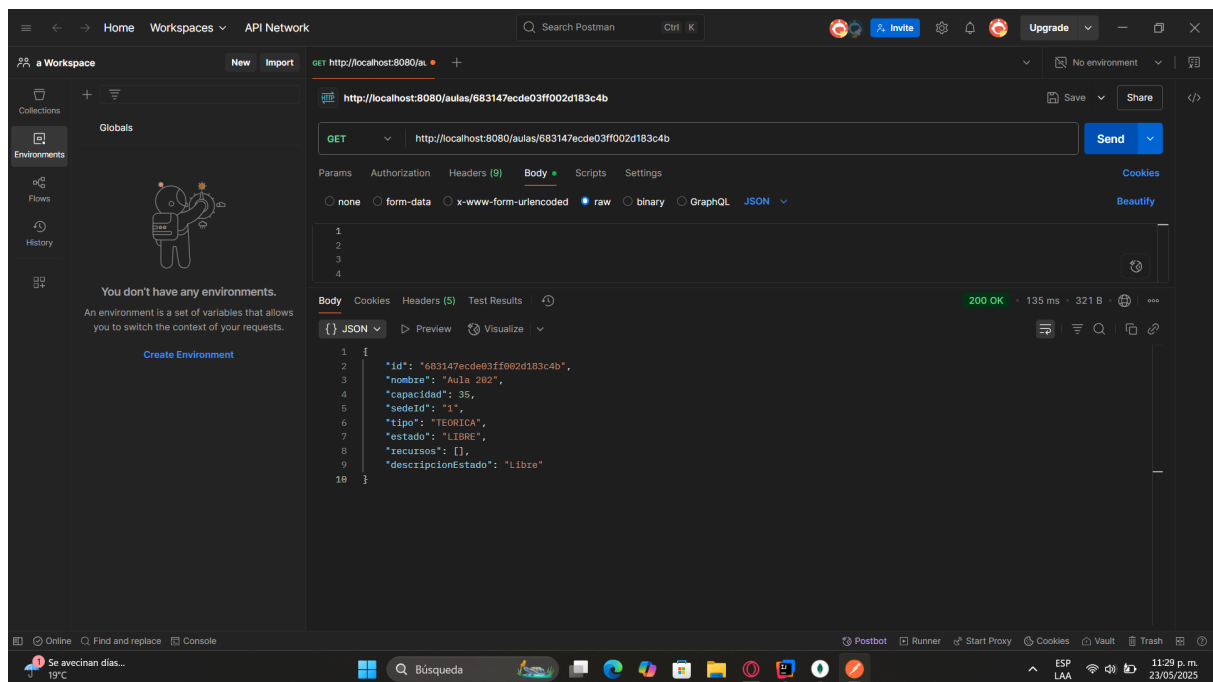 Home Workspaces API Network Search Postman Ctrl K Invite Upgrade
a Workspace New Import GET http://localhost:8080/au No environment
Collections
Environments
Flows
History
Globals
You don't have any environments.
An environment is a set of variables that allows
you to switch the context of your requests.
Create Environment
HTTP http://localhost:8080/aulas/683147ecde03ff002d183c4b Save Share
GET http://localhost:8080/aulas/683147ecde03ff002d183c4b Send
Params Authorization Headers (9) Body Scripts Settings Cookies
none form-data x-www-form-urlencoded raw binary GraphQL JSON Beautify
1
2
3
4
Body Cookies Headers (5) Test Results 200 OK 135 ms 321 B
{} JSON Preview Visualize
1 {
2 "id": "683147ecde03ff002d183c4b",
3 "nombre": "Aula 202",
4 "capacidad": 35,
5 "sedeId": "1",
6 "tipo": "TEORICA",
7 "estado": "LIBRE",
8 "recursos": [],
9 "descripcionEstado": "Libre"
10 }
Online Find and replace Console Postbot Runner Start Proxy Cookies Vault Trash
1 Se avecinan días... Búsqueda ESP 11:29 p. m.
19°C LAA 23/05/2025